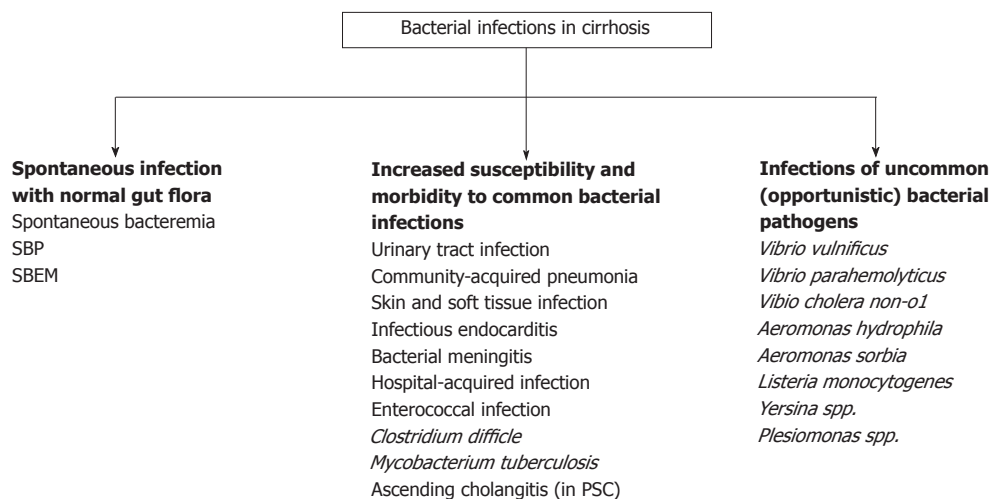 Bacterial infections in cirrhosis
Spontaneous infection
with normal gut flora
Spontaneous bacteremia
SBP
SBEM
Increased susceptibility and
morbidity to common bacterial
infections
Urinary tract infection
Community-acquired pneumonia
Skin and soft tissue infection
Infectious endocarditis
Bacterial meningitis
Hospital-acquired infection
Enterococcal infection
Clostridium difficle
Mycobacterium tuberculosis
Ascending cholangitis (in PSC)
Infections of uncommon
(opportunistic) bacterial
pathogens
Vibrio vulnificus
Vibrio parahemolyticus
Vibio cholera non-o1
Aeromonas hydrophila
Aeromonas sorbia
Listeria monocytogenes
Yersina spp.
Plesiomonas spp.